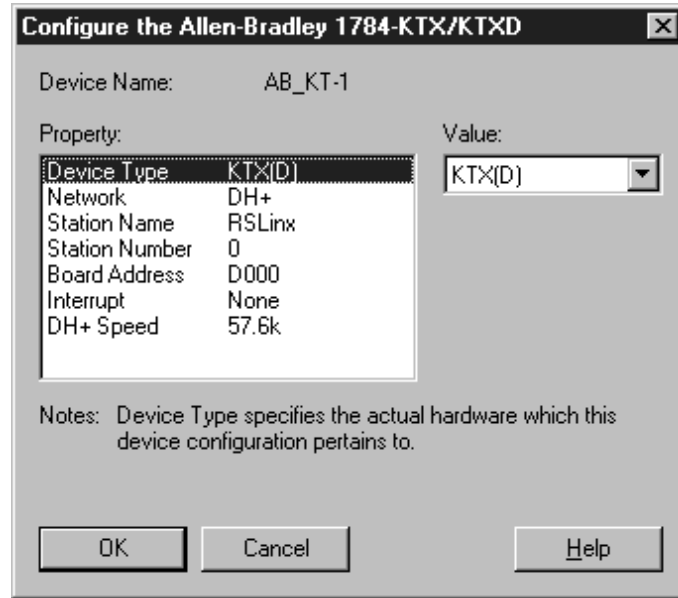 Configure the Allen-Bradley 1784-KTX/KTXD
Device Name: AB_KT-1
Property: Value:
Device Type KTX(D) KTX(D)
Network DH+
Station Name RSLinx
Station Number 0
Board Address D000
Interrupt None
DH+ Speed 57.6k
Notes: Device Type specifies the actual hardware which this
device configuration pertains to.
OK Cancel Help